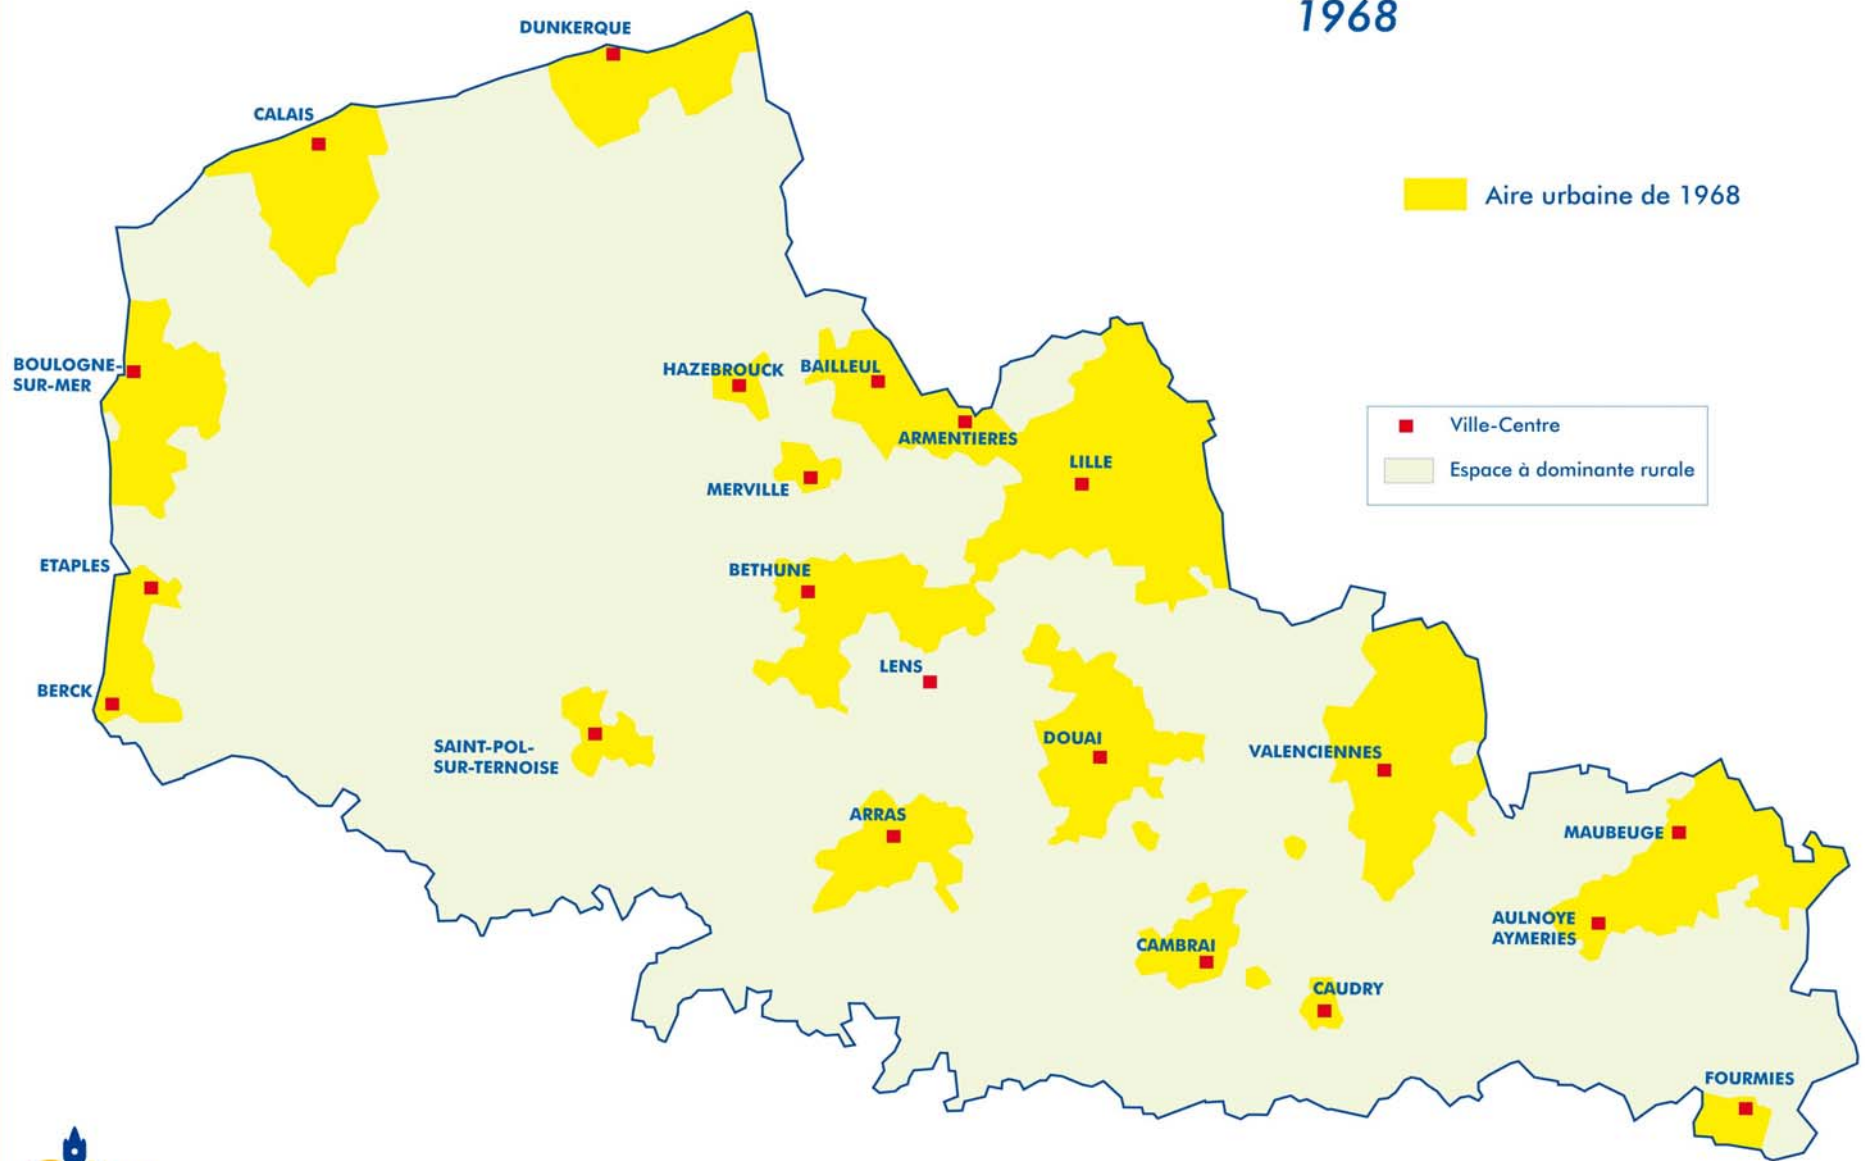 1968
DUNKERQUE
CALAIS
Aire urbaine de 1968
BOULOGNE-
SUR-MER
HAZEBROUCK
BAILLEUL
ARMENTIERES
Ville-Centre
LILLE
Espace à dominante rurale
MERVILLE
ETAPLES
BETHUNE
LENS
BERCK
SAINT-POL-
SUR-TERNOISE
DOUAI
VALENCIENNES
ARRAS
MAUBEUGE
AULNOYE
AYMERIES
CAMBRAI
CAUDRY
FOURMIES